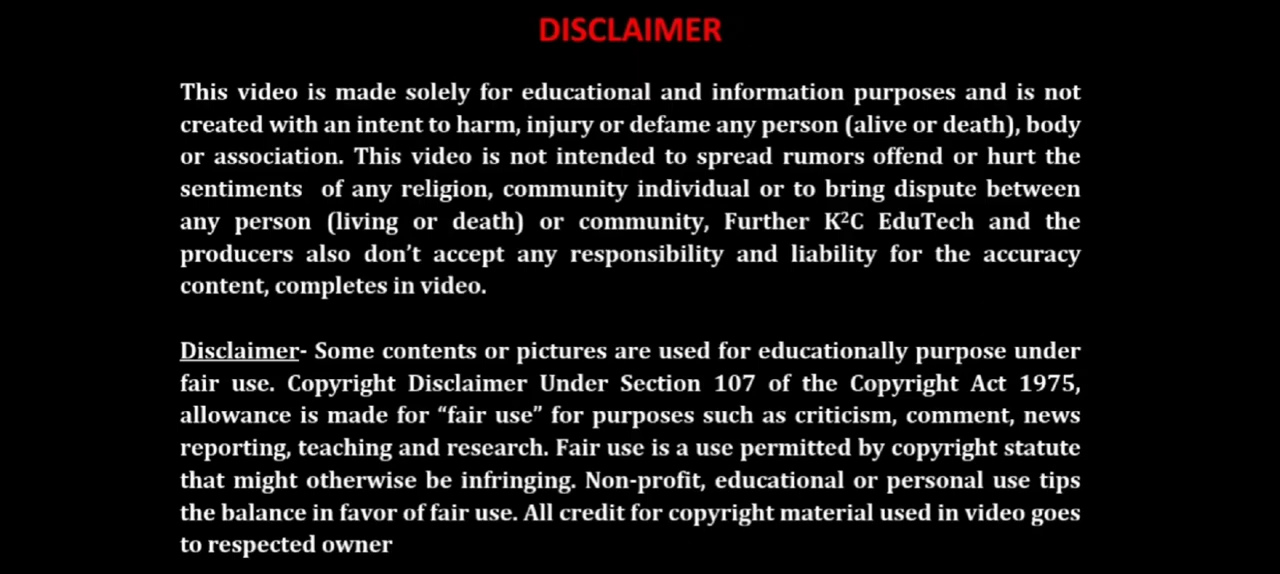 DISCLAIMER
This video is made solely for educational and information purposes and is not
created with an intent to harm, injury or defame any person (alive or death), body
or association. This video is not intended to spread rumors offend or hurt the
sentiments of any religion, community individual or to bring dispute between
any person (living or death) or community, Further K²C EduTech and the
producers also don’t accept any responsibility and liability for the accuracy
content, completes in video.
Disclaimer- Some contents or pictures are used for educationally purpose under
fair use. Copyright Disclaimer Under Section 107 of the Copyright Act 1975,
allowance is made for “fair use” for purposes such as criticism, comment, news
reporting, teaching and research. Fair use is a use permitted by copyright statute
that might otherwise be infringing. Non-profit, educational or personal use tips
the balance in favor of fair use. All credit for copyright material used in video goes
to respected owner